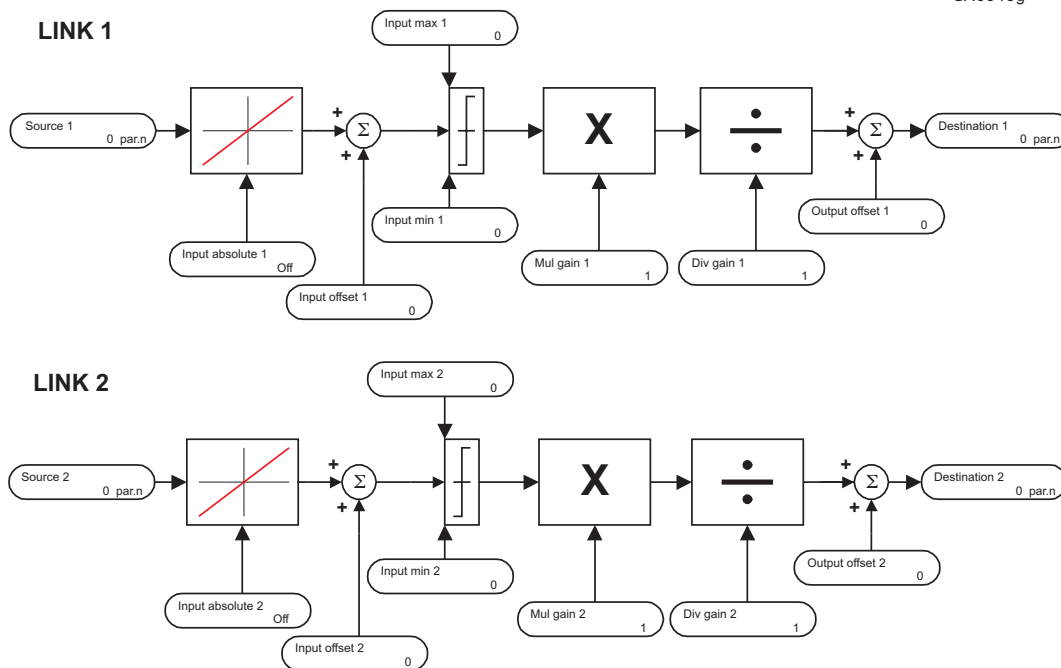 LINK 1
Input max 1
0
Source 1
0 par.n
+
Σ
+
X
÷
+
Σ
+
Destination 1
0 par.n
Input min 1
0
Output offset 1
0
Input absolute 1
Off
Mul gain 1
1
Div gain 1
1
Input offset 1
0
LINK 2
Input max 2
0
Source 2
0 par.n
+
Σ
+
X
÷
+
Σ
+
Destination 2
0 par.n
Input min 2
0
Output offset 2
0
Input absolute 2
Off
Mul gain 2
1
Div gain 2
1
Input offset 2
0